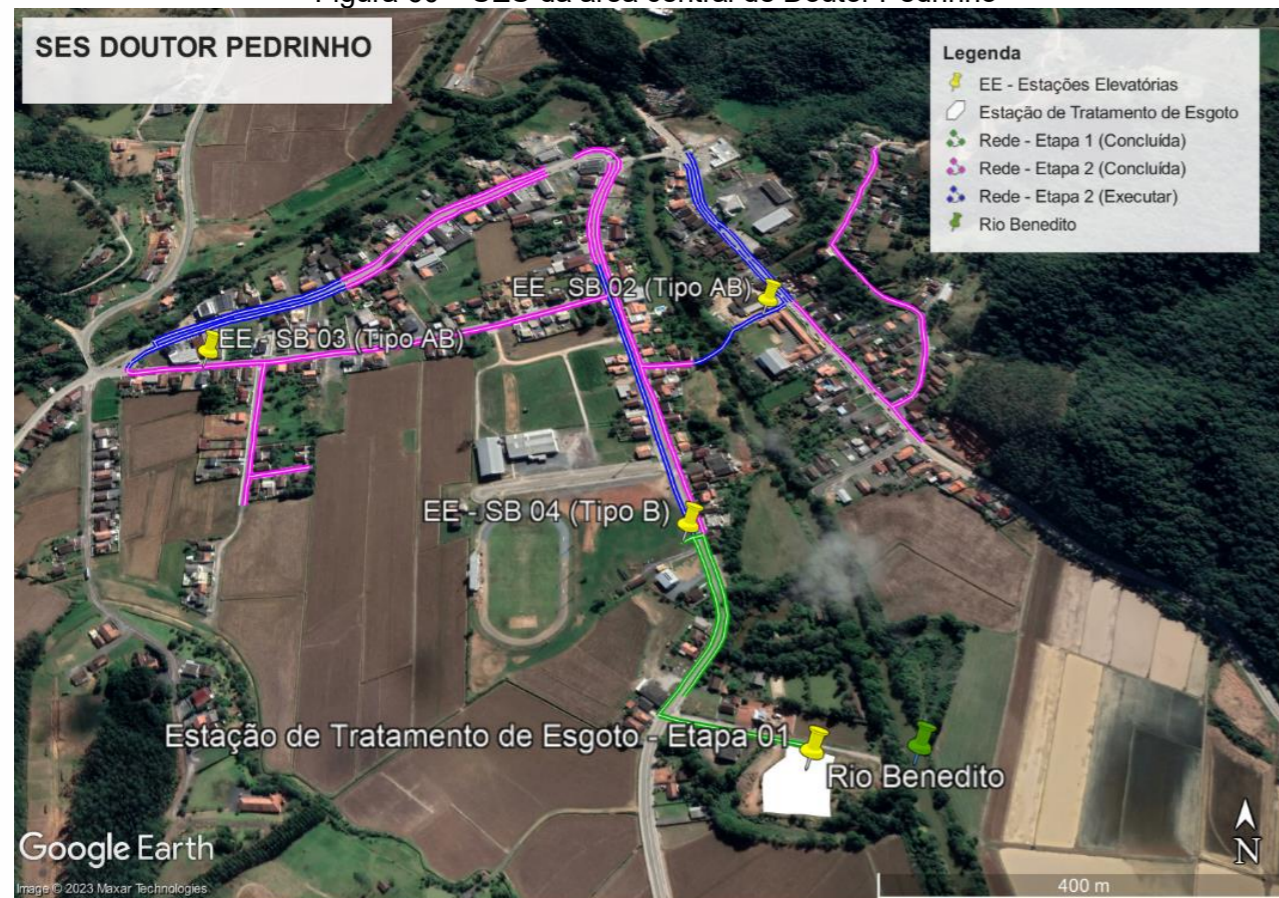 SES DOUTOR PEDRINHO
Legenda
EE - Estações Elevatórias
Estação de Tratamento de Esgoto
Rede - Etapa 1 (Concluída)
Rede - Etapa 2 (Concluída)
Rede - Etapa 2 (Executar)
Rio Benedito
EE - SB 02 (Tipo AB)
EE - SB 03 (Tipo AB)
EE - SB 04 (Tipo B)
Estação de Tratamento de Esgoto - Etapa 01
Rio Benedito
Google Earth
Image © 2023 Maxar Technologies
N
400 m